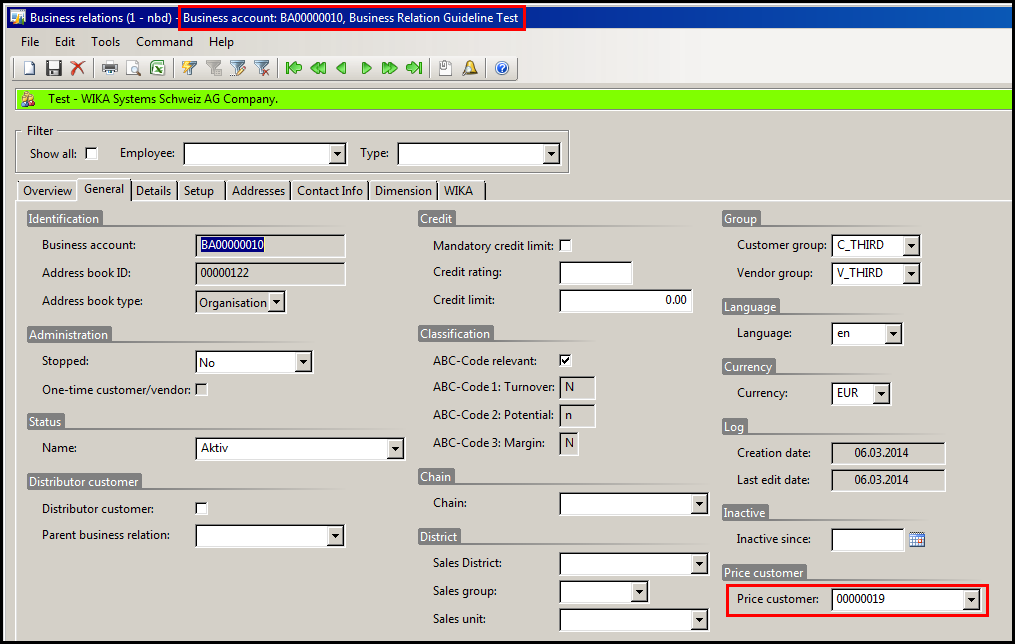 Business relations (1 - nbd) - Business account: BA00000010, Business Relation Guideline Test
File Edit Tools Command Help
Test - WIKA Systems Schweiz AG Company.
Filter
Show all: Employee: Type:
Overview General Details Setup Addresses Contact Info Dimension WIKA
Identification
Business account: BA00000010
Address book ID: 00000122
Address book type: Organisation
Administration
Stopped: No
One-time customer/vendor:
Status
Name: Aktiv
Distributor customer
Distributor customer:
Parent business relation:
Credit
Mandatory credit limit:
Credit rating:
Credit limit: 0.00
Classification
ABC-Code relevant:
ABC-Code 1: Turnover: N
ABC-Code 2: Potential: n
ABC-Code 3: Margin: N
Chain
Chain:
District
Sales District:
Sales group:
Sales unit:
Group
Customer group: C_THIRD
Vendor group: V_THIRD
Language
Language: en
Currency
Currency: EUR
Log
Creation date: 06.03.2014
Last edit date: 06.03.2014
Inactive
Inactive since:
Price customer
Price customer: 00000019